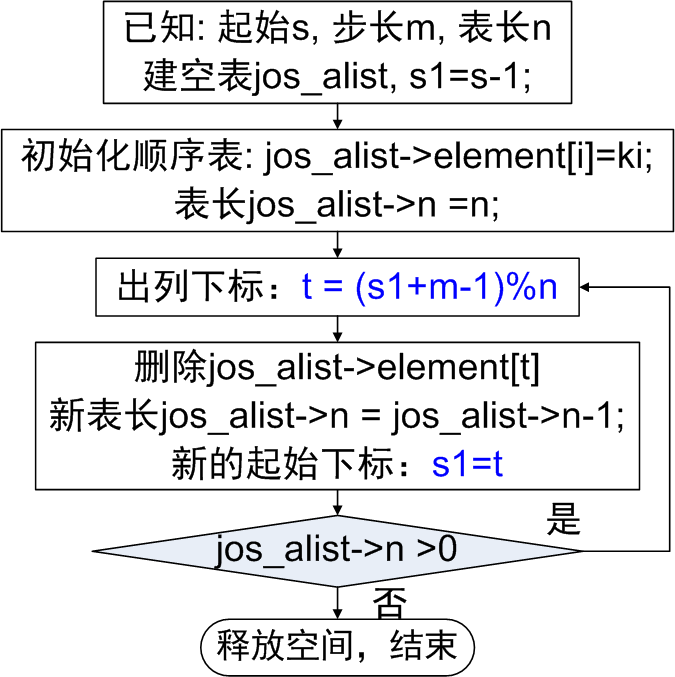 已知: 起始s, 步长m, 表长n
建空表jos_alist, s1=s-1;
初始化顺序表: jos_alist->element[i]=ki;
表长jos_alist->n =n;
出列下标：t = (s1+m-1)%n
删除jos_alist->element[t]
新表长jos_alist->n = jos_alist->n-1;
新的起始下标：s1=t
是
jos_alist->n >0
否
释放空间，结束